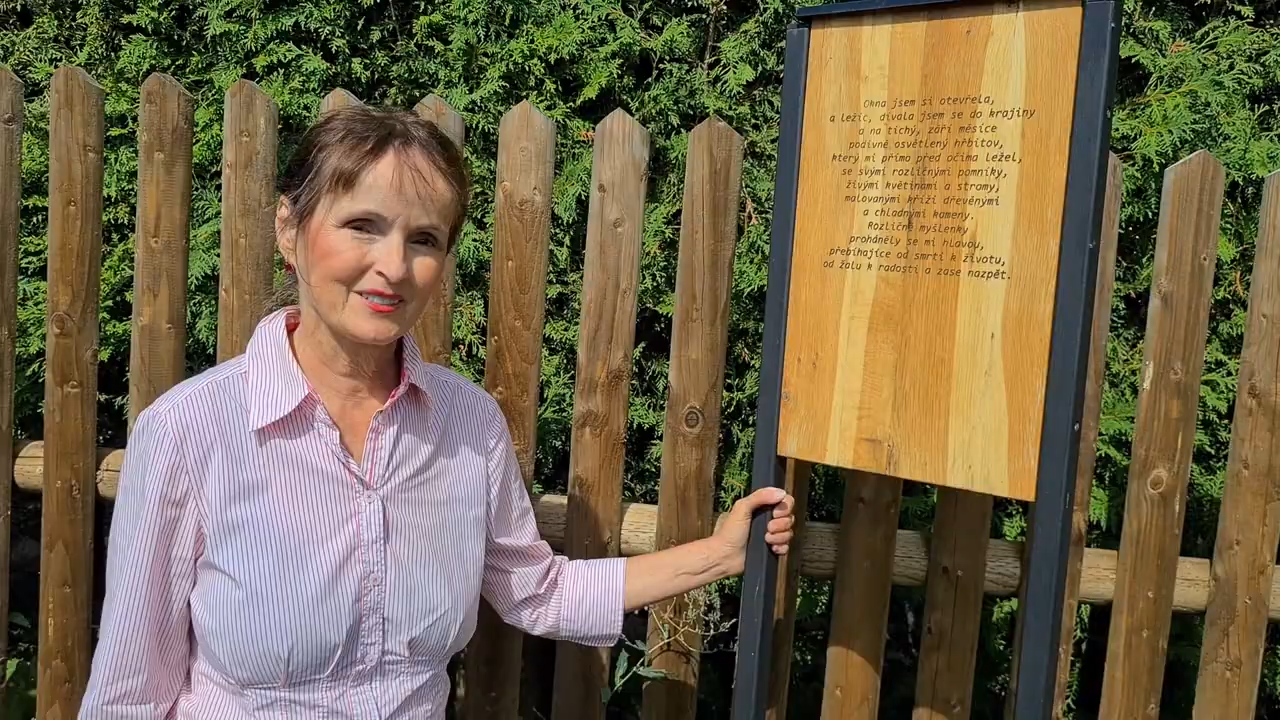 Okna jsem si otevřela,
a ležíc, dívala jsem se do krajiny
a na tichý, září měsíce
podivně osvětlený hřbitov,
který mi přímo před očima ležel,
se svými rozličnými pomníky,
živými květinami a stromy,
malovanými kříži dřevěnými
a chladnými kameny.
Rozličné myšlenky
proháněly se mi hlavou,
přebíhajíce od smrti k životu,
od žalu k radosti a zase nazpět.